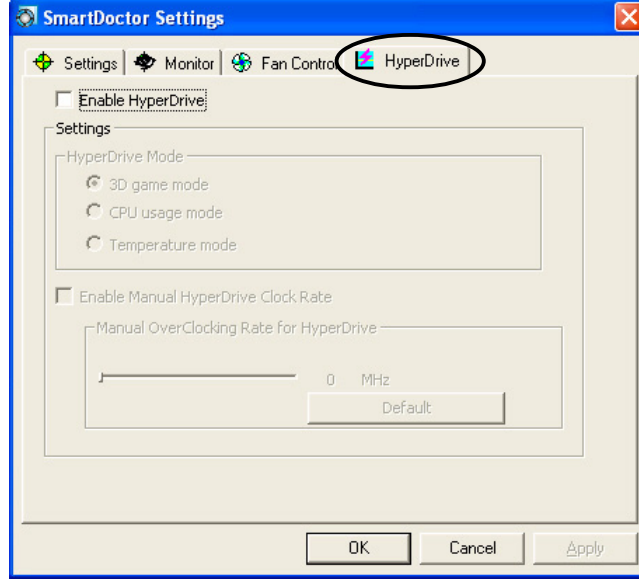 SmartDoctor Settings
Settings Monitor Fan Control HyperDrive
Enable HyperDrive
Settings
HyperDrive Mode
3D game mode
CPU usage mode
Temperature mode
Enable Manual HyperDrive Clock Rate
Manual OverClocking Rate for HyperDrive
0 MHz
Default
OK Cancel Apply